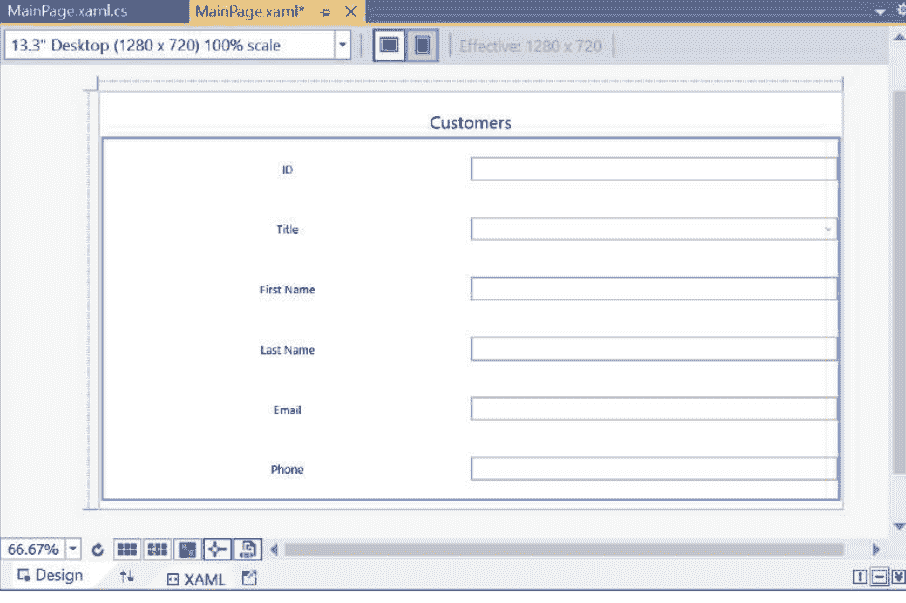 MainPage.xaml.cs
MainPage.xaml*
13.3" Desktop (1280 x 720) 100% scale
Effective: 1280 x 720
Customers
ID
Title
First Name
Last Name
Email
Phone
66.67%
Design
XAML